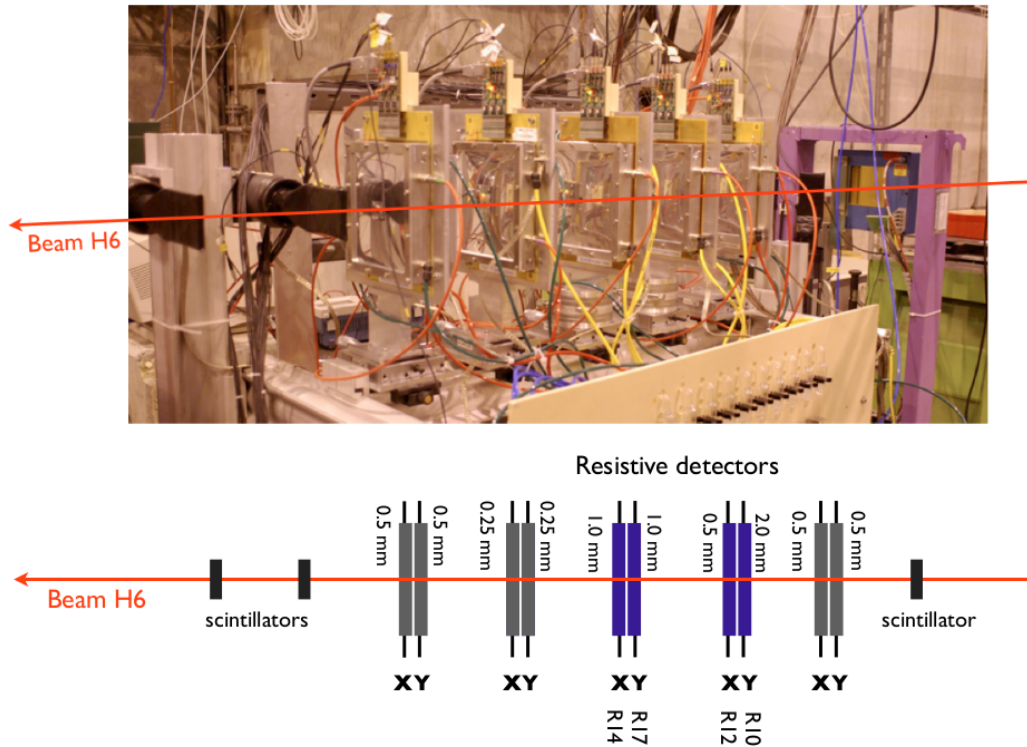 Beam H6
Resistive detectors
0.5 mm
0.5 mm
0.25 mm
0.25 mm
1.0 mm
1.0 mm
0.5 mm
2.0 mm
0.5 mm
0.5 mm
Beam H6
scintillators
scintillator
XY
XY
XY
XY
XY
R14
R17
R12
R10